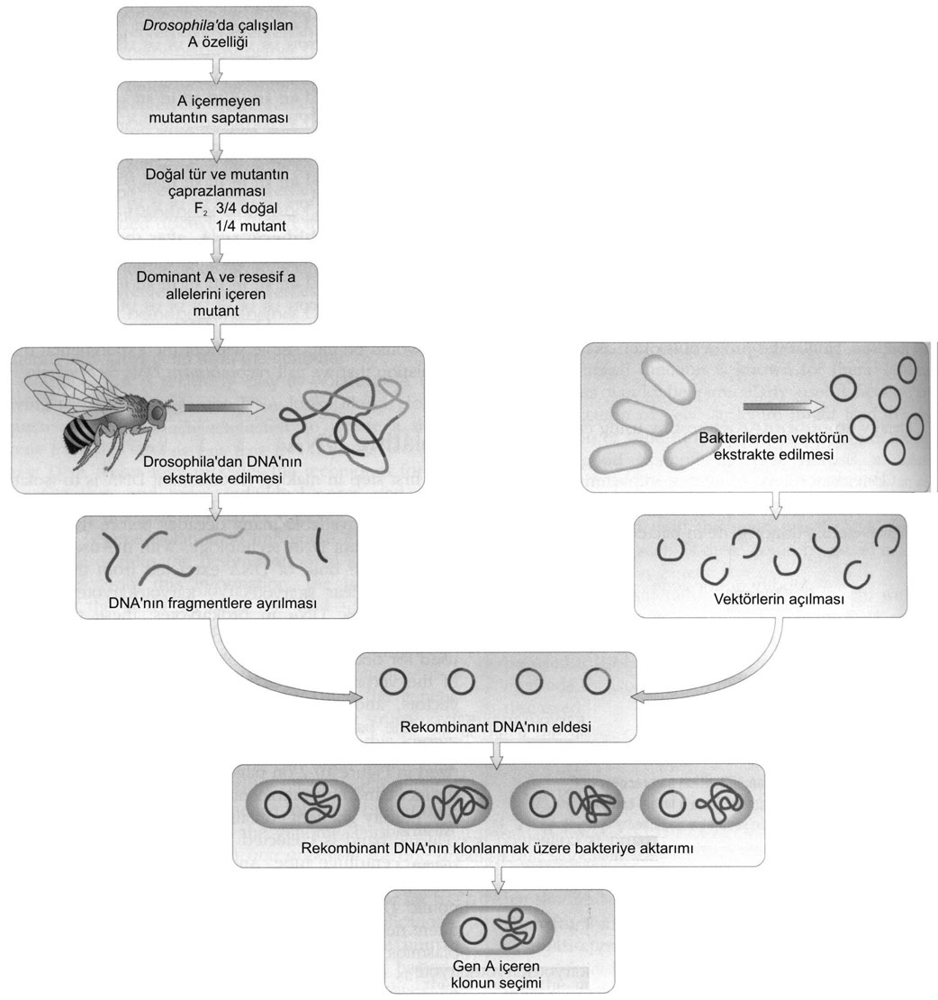 Drosophila'da çalışılan
A özelliği
A içermeyen
mutantın saptanması
Doğal tür ve mutantın
çaprazlanması
F2 3/4 doğal
1/4 mutant
Dominant A ve resesif a
allelerini içeren
mutant
Drosophila'dan DNA'nın
ekstrakte edilmesi
Bakterilerden vektörün
ekstrakte edilmesi
DNA'nın fragmentlere ayrılması
Vektörlerin açılması
Rekombinant DNA'nın eldesi
Rekombinant DNA'nın klonlanmak üzere bakteriye aktarımı
Gen A içeren
klonun seçimi